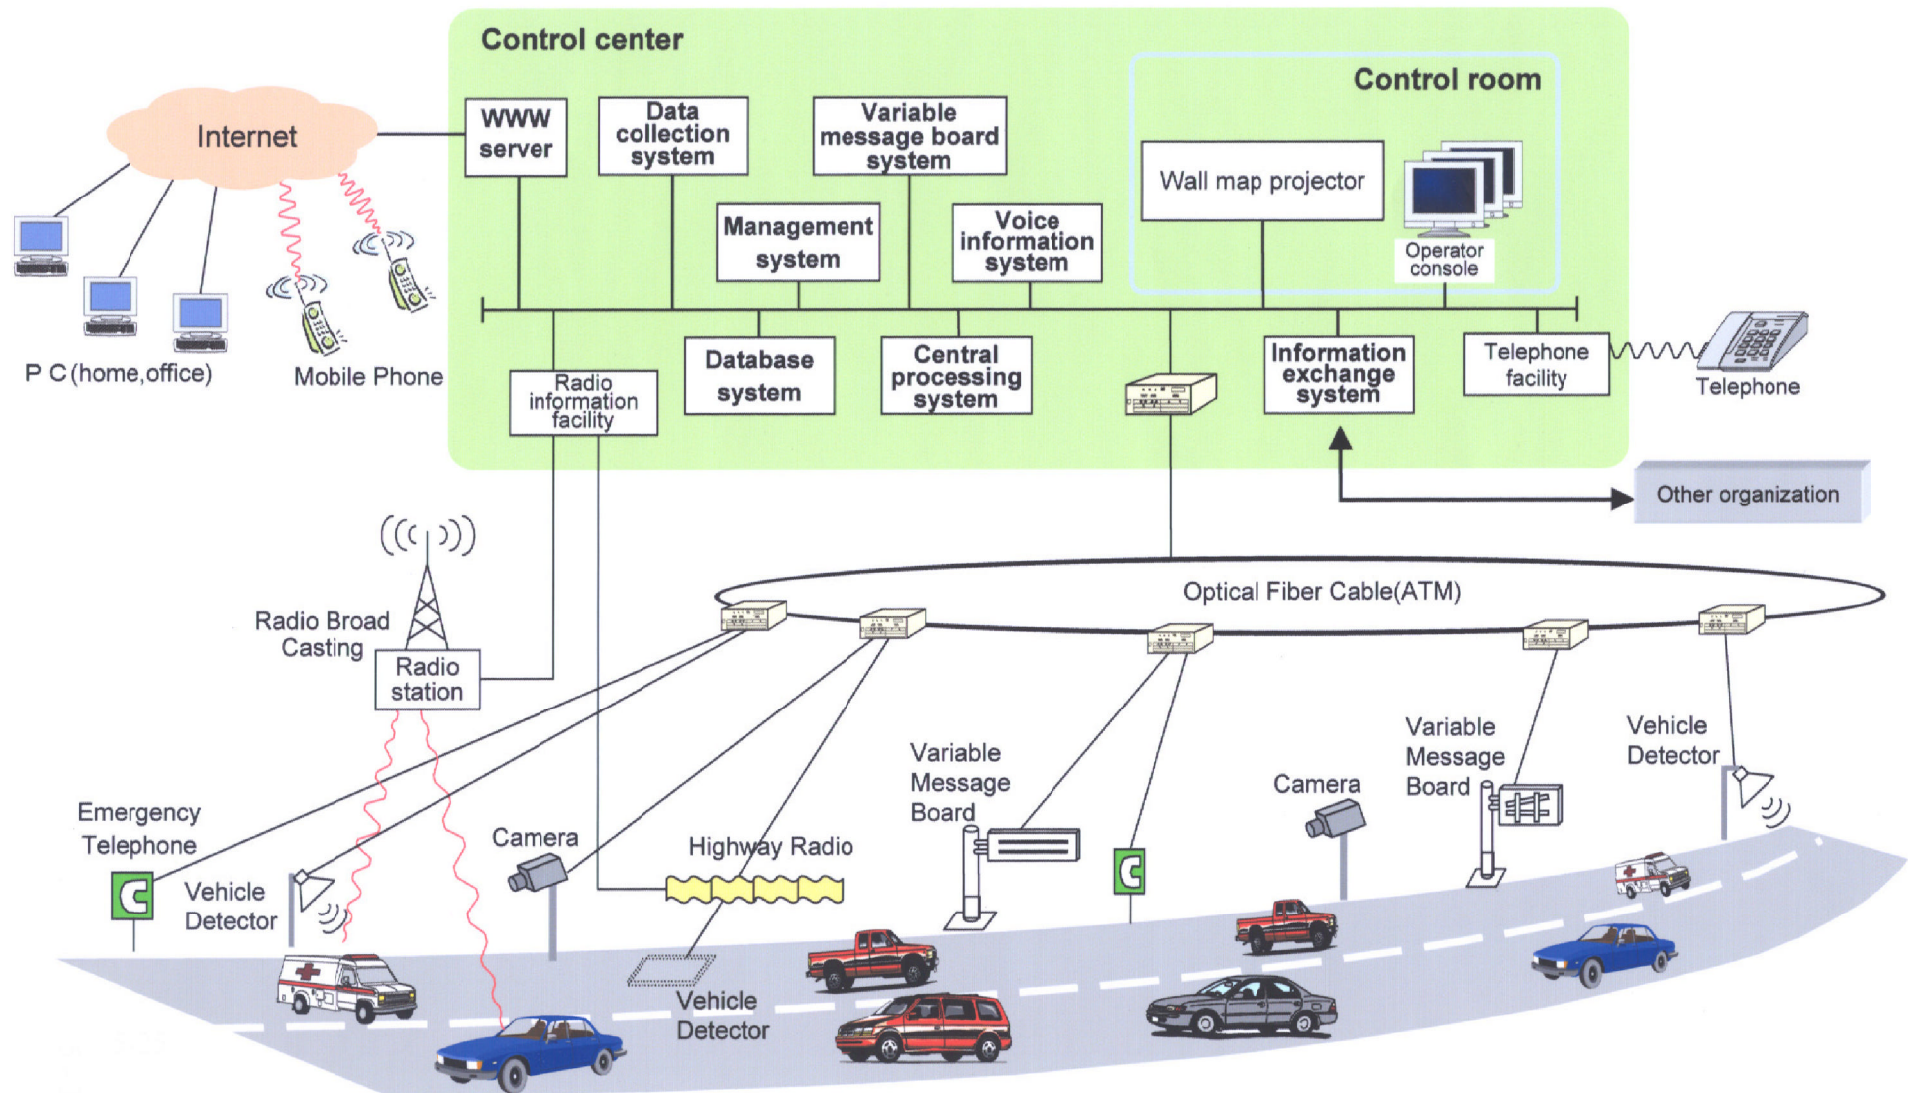 Control center
Control room
Internet
WWW
server
Data
collection
system
Variable
message board
system
Wall map projector
Operator
console
Management
system
Voice
information
system
P C (home,office)
Mobile Phone
Radio
information
facility
Database
system
Central
processing
system
Information
exchange
system
Telephone
facility
Telephone
Other organization
Optical Fiber Cable(ATM)
Radio Broad
Casting
Radio
station
Emergency
Telephone
Vehicle
Detector
Camera
Highway Radio
Vehicle
Detector
Variable
Message
Board
Camera
Variable
Message
Board
Vehicle
Detector